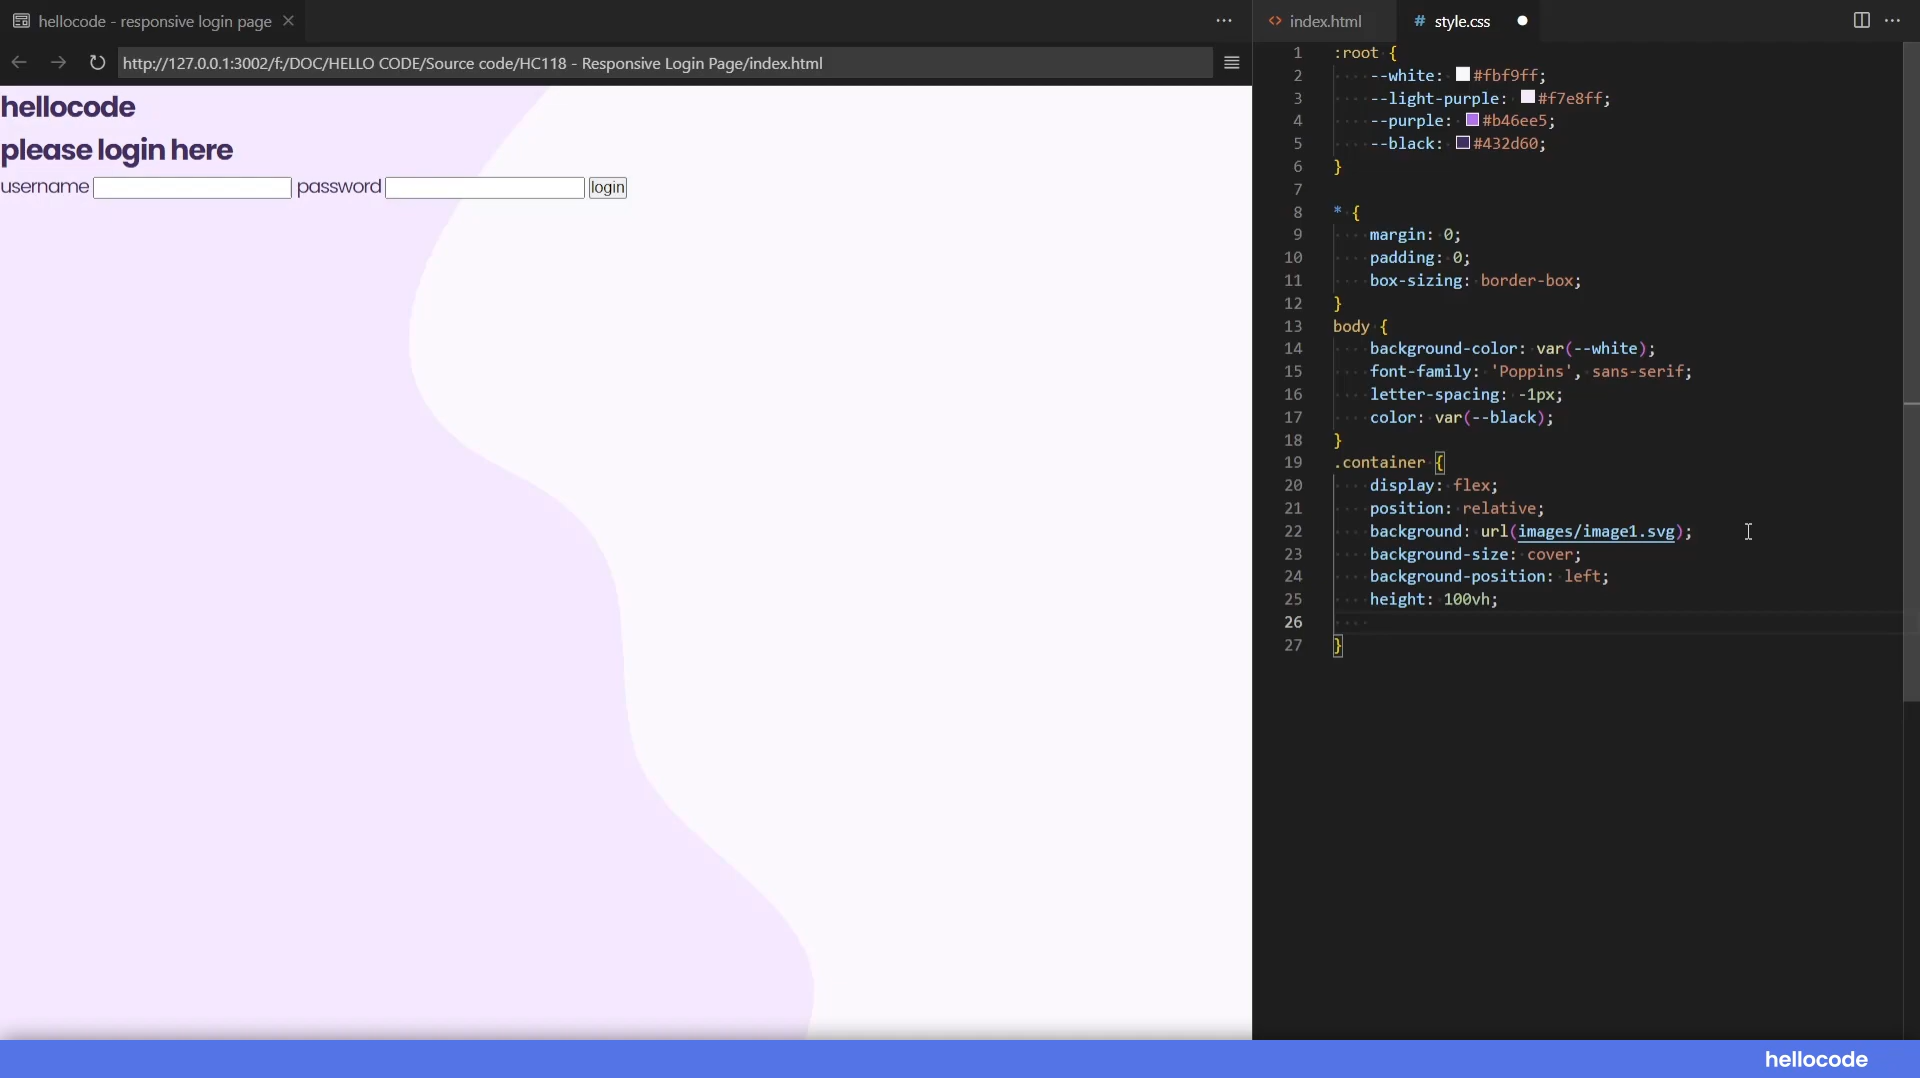 hellocode - responsive login page
http://127.0.0.1:3002/f:/DOC/HELLO CODE/Source code/HC118 - Responsive Login Page/index.html
hellocode
please login here
username password login
index.html
# style.css
1 :root {
2 --white: #fbf9ff;
3 --light-purple: #f7e8ff;
4 --purple: #b46ee5;
5 --black: #432d60;
6 }
7
8 * {
9 margin: 0;
10 padding: 0;
11 box-sizing: border-box;
12 }
13 body {
14 background-color: var(--white);
15 font-family: 'Poppins', sans-serif;
16 letter-spacing: -1px;
17 color: var(--black);
18 }
19 .container {
20 display: flex;
21 position: relative;
22 background: url(images/image1.svg);
23 background-size: cover;
24 background-position: left;
25 height: 100vh;
26
27 }
hellocode